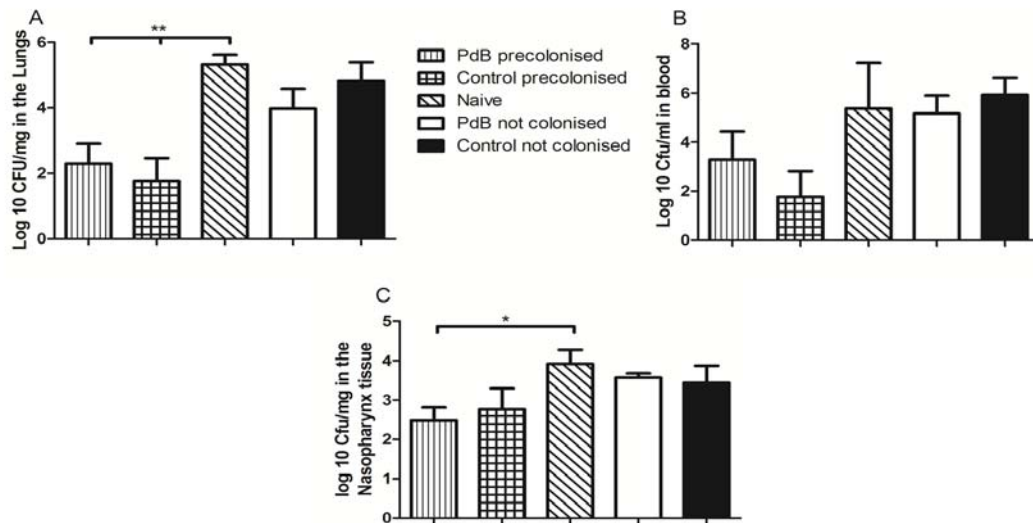 A
**
Log 10 CFU/mg in the Lungs
6
4
2
0
PdB precolonised
Control precolonised
Naive
PdB not colonised
Control not colonised
B
Log 10 Cfu/ml in blood
8
6
4
2
0
C
*
log 10 Cfu/mg in the
Nasopharynx tissue
5
4
3
2
1
0